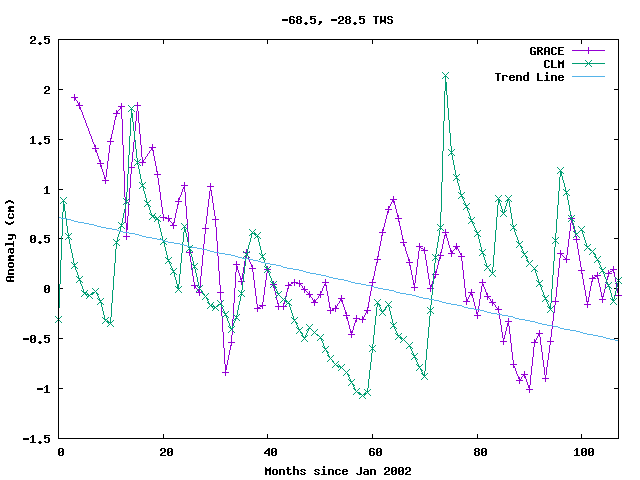 -68.5, -28.5 TWS
GRACE
CLM
Trend Line
2.5
2
1.5
1
0.5
0
-0.5
-1
-1.5
Anomaly (cm)
0 20 40 60 80 100
Months since Jan 2002